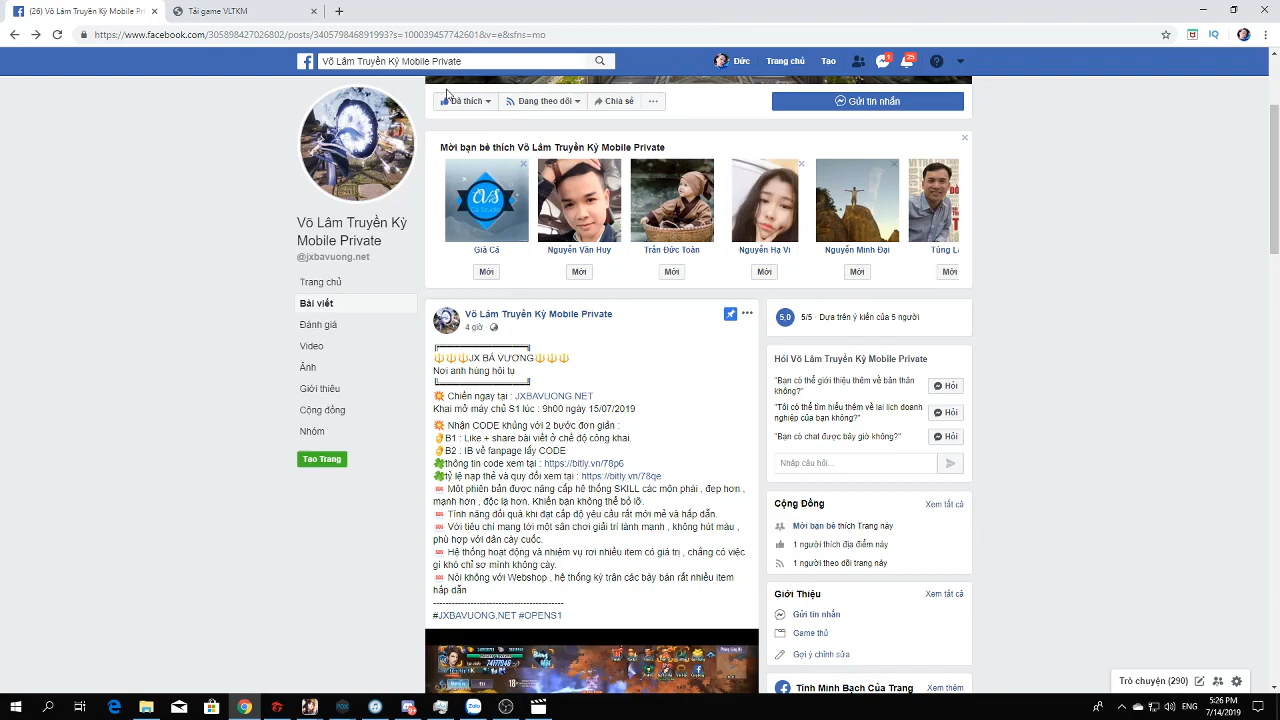 (26) Võ Lâm Truyền Kỳ Mobile Pri
Tải game VLTKM
https://www.facebook.com/305898427026802/posts/340579846891993?s=100039457742601&v=e&sfns=mo
Võ Lâm Truyền Kỳ Mobile Private
Đức
Trang chủ
Tạo
1
25
Đã thích
Đang theo dõi
Chia sẻ
Gửi tin nhắn
Võ Lâm Truyền Kỳ
Mobile Private
@jxbavuong.net
Trang chủ
Bài viết
Đánh giá
Video
Ảnh
Giới thiệu
Cộng đồng
Nhóm
Tạo Trang
Mời bạn bè thích Võ Lâm Truyền Kỳ Mobile Private
CVS
Già Cá
Nguyễn Văn Huy
Trần Đức Toàn
Nguyễn Hạ Vi
Nguyễn Minh Đại
Tùng L
Mời
Mời
Mời
Mời
Mời
Mời
Võ Lâm Truyền Kỳ Mobile Private
4 giờ
JX BÁ VƯƠNG
Nơi anh hùng hội tụ
Chiến ngay tại : JXBAVUONG.NET
Khai mở máy chủ S1 lúc : 9h00 ngày 15/07/2019
Nhận CODE khủng với 2 bước đơn giản :
B1 : Like + share bài viết ở chế độ công khai.
B2 : IB về fanpage lấy CODE
thông tin code xem tại : https://bitly.vn/78p6
tỷ lệ nạp thẻ và quy đổi xem tại : https://bitly.vn/78qe
Một phiên bản được nâng cấp hệ thống SKILL các môn phái , đẹp hơn ,
mạnh hơn , độc lạ hơn. Khiến bạn không thể bỏ lỡ.
Tính năng đổi quà khi đạt cấp độ yêu cầu rất mới mẻ và hấp dẫn.
Với tiêu chí mang tới một sân chơi giải trí lành mạnh , không hút máu ,
phù hợp với dân cày cuốc.
Hệ thống hoạt động và nhiệm vụ rơi nhiều item có giá trị , chẳng có việc
gì khó chỉ sợ mình không cày.
Nói không với Webshop , hệ thống kỳ trân các bày bán rất nhiều item
hấp dẫn
------------------------------------------
#JXBAVUONG.NET #OPENS1
18+
5,0
5/5 · Dựa trên ý kiến của 5 người
Hỏi Võ Lâm Truyền Kỳ Mobile Private
"Bạn có thể giới thiệu thêm về bản thân
không?"
Hỏi
"Tôi có thể tìm hiểu thêm về lai lịch doanh
nghiệp của bạn không?"
Hỏi
"Bạn có chat được bây giờ không?"
Hỏi
Nhập câu hỏi...
Cộng Đồng
Xem tất cả
Mời bạn bè thích Trang này
1 người thích địa điểm này
1 người theo dõi trang này
Giới Thiệu
Xem tất cả
Gửi tin nhắn
Game thủ
Gợi ý chỉnh sửa
Tính Minh Bạch Của Trang
Xem thêm
Trò chuyện (290)
Zalo
ENG
5:26 PM
7/14/2019